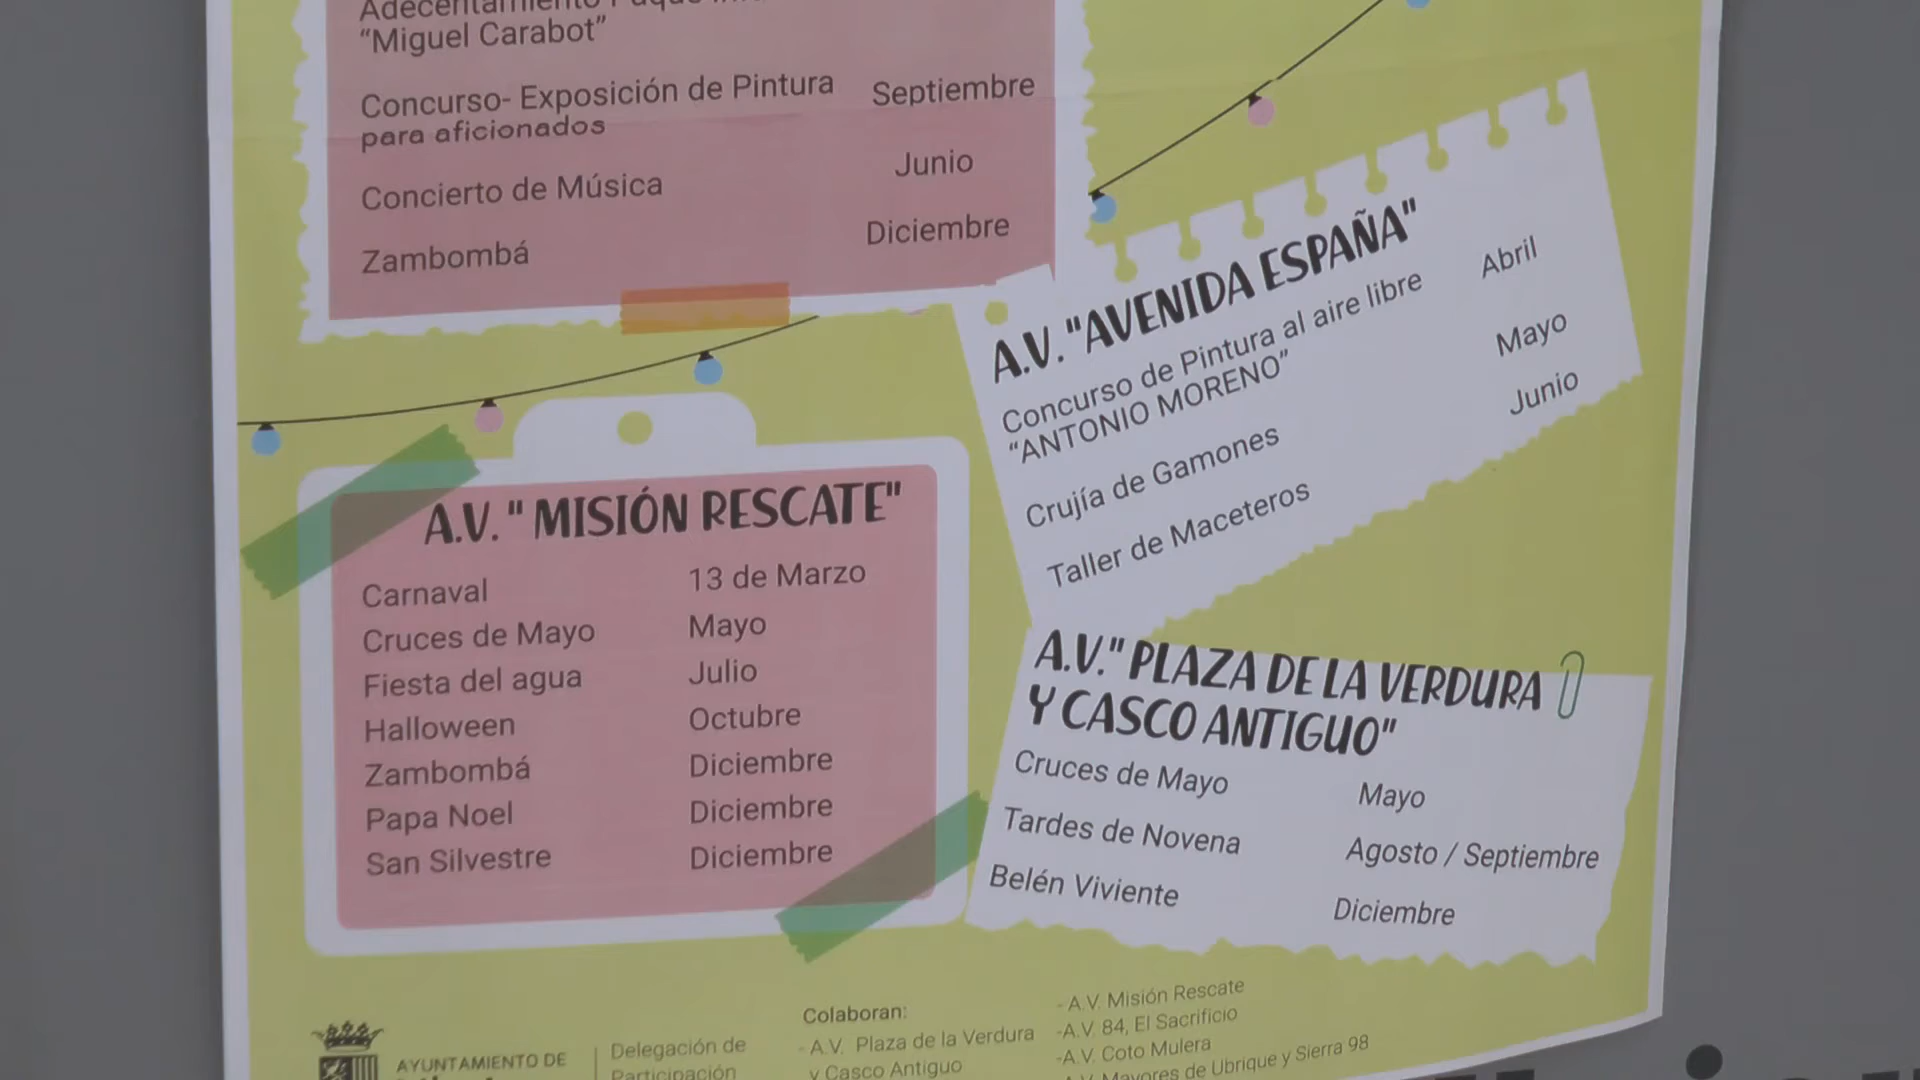 "Miguel Carabot"
Concurso- Exposición de Pintura Septiembre
para aficionados
Concierto de Música Junio
Zambombá Diciembre
A.V. "AVENIDA ESPAÑA"
Concurso de Pintura al aire libre Abril
"ANTONIO MORENO"
Crujía de Gamones Mayo
Taller de Maceteros Junio
A.V. " MISIÓN RESCATE"
Carnaval 13 de Marzo
Cruces de Mayo Mayo
Fiesta del agua Julio
Halloween Octubre
Zambombá Diciembre
Papa Noel Diciembre
San Silvestre Diciembre
A.V." PLAZA DE LA VERDURA
Y CASCO ANTIGUO"
Cruces de Mayo Mayo
Tardes de Novena Agosto / Septiembre
Belén Viviente Diciembre
AYUNTAMIENTO DE
Delegación de
Participación
Colaboran:
- A.V. Plaza de la Verdura
y Casco Antiguo
- A.V. Misión Rescate
-A.V. 84, El Sacrificio
-A.V. Coto Mulera
-A.V. Mayores de Ubrique y Sierra 98